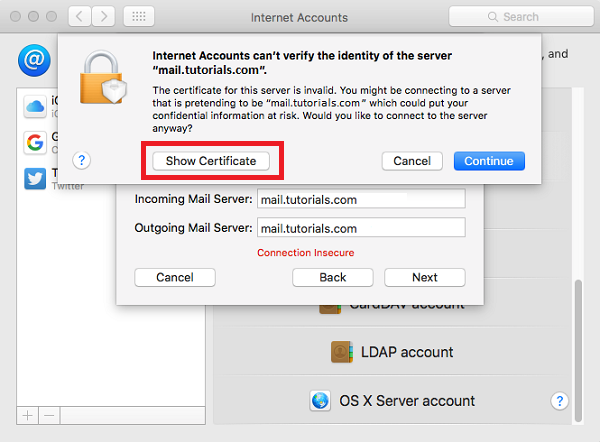 Internet Accounts
Search
Internet Accounts can't verify the identity of the server
"mail.tutorials.com".
The certificate for this server is invalid. You might be connecting to a server
that is pretending to be "mail.tutorials.com" which could put your
confidential information at risk. Would you like to connect to the server
anyway?
?
Show Certificate
Cancel
Continue
, and
Twitter
Incoming Mail Server:
mail.tutorials.com
Outgoing Mail Server:
mail.tutorials.com
Connection Insecure
Cancel
Back
Next
CardDAV account
LDAP account
OS X Server account
?